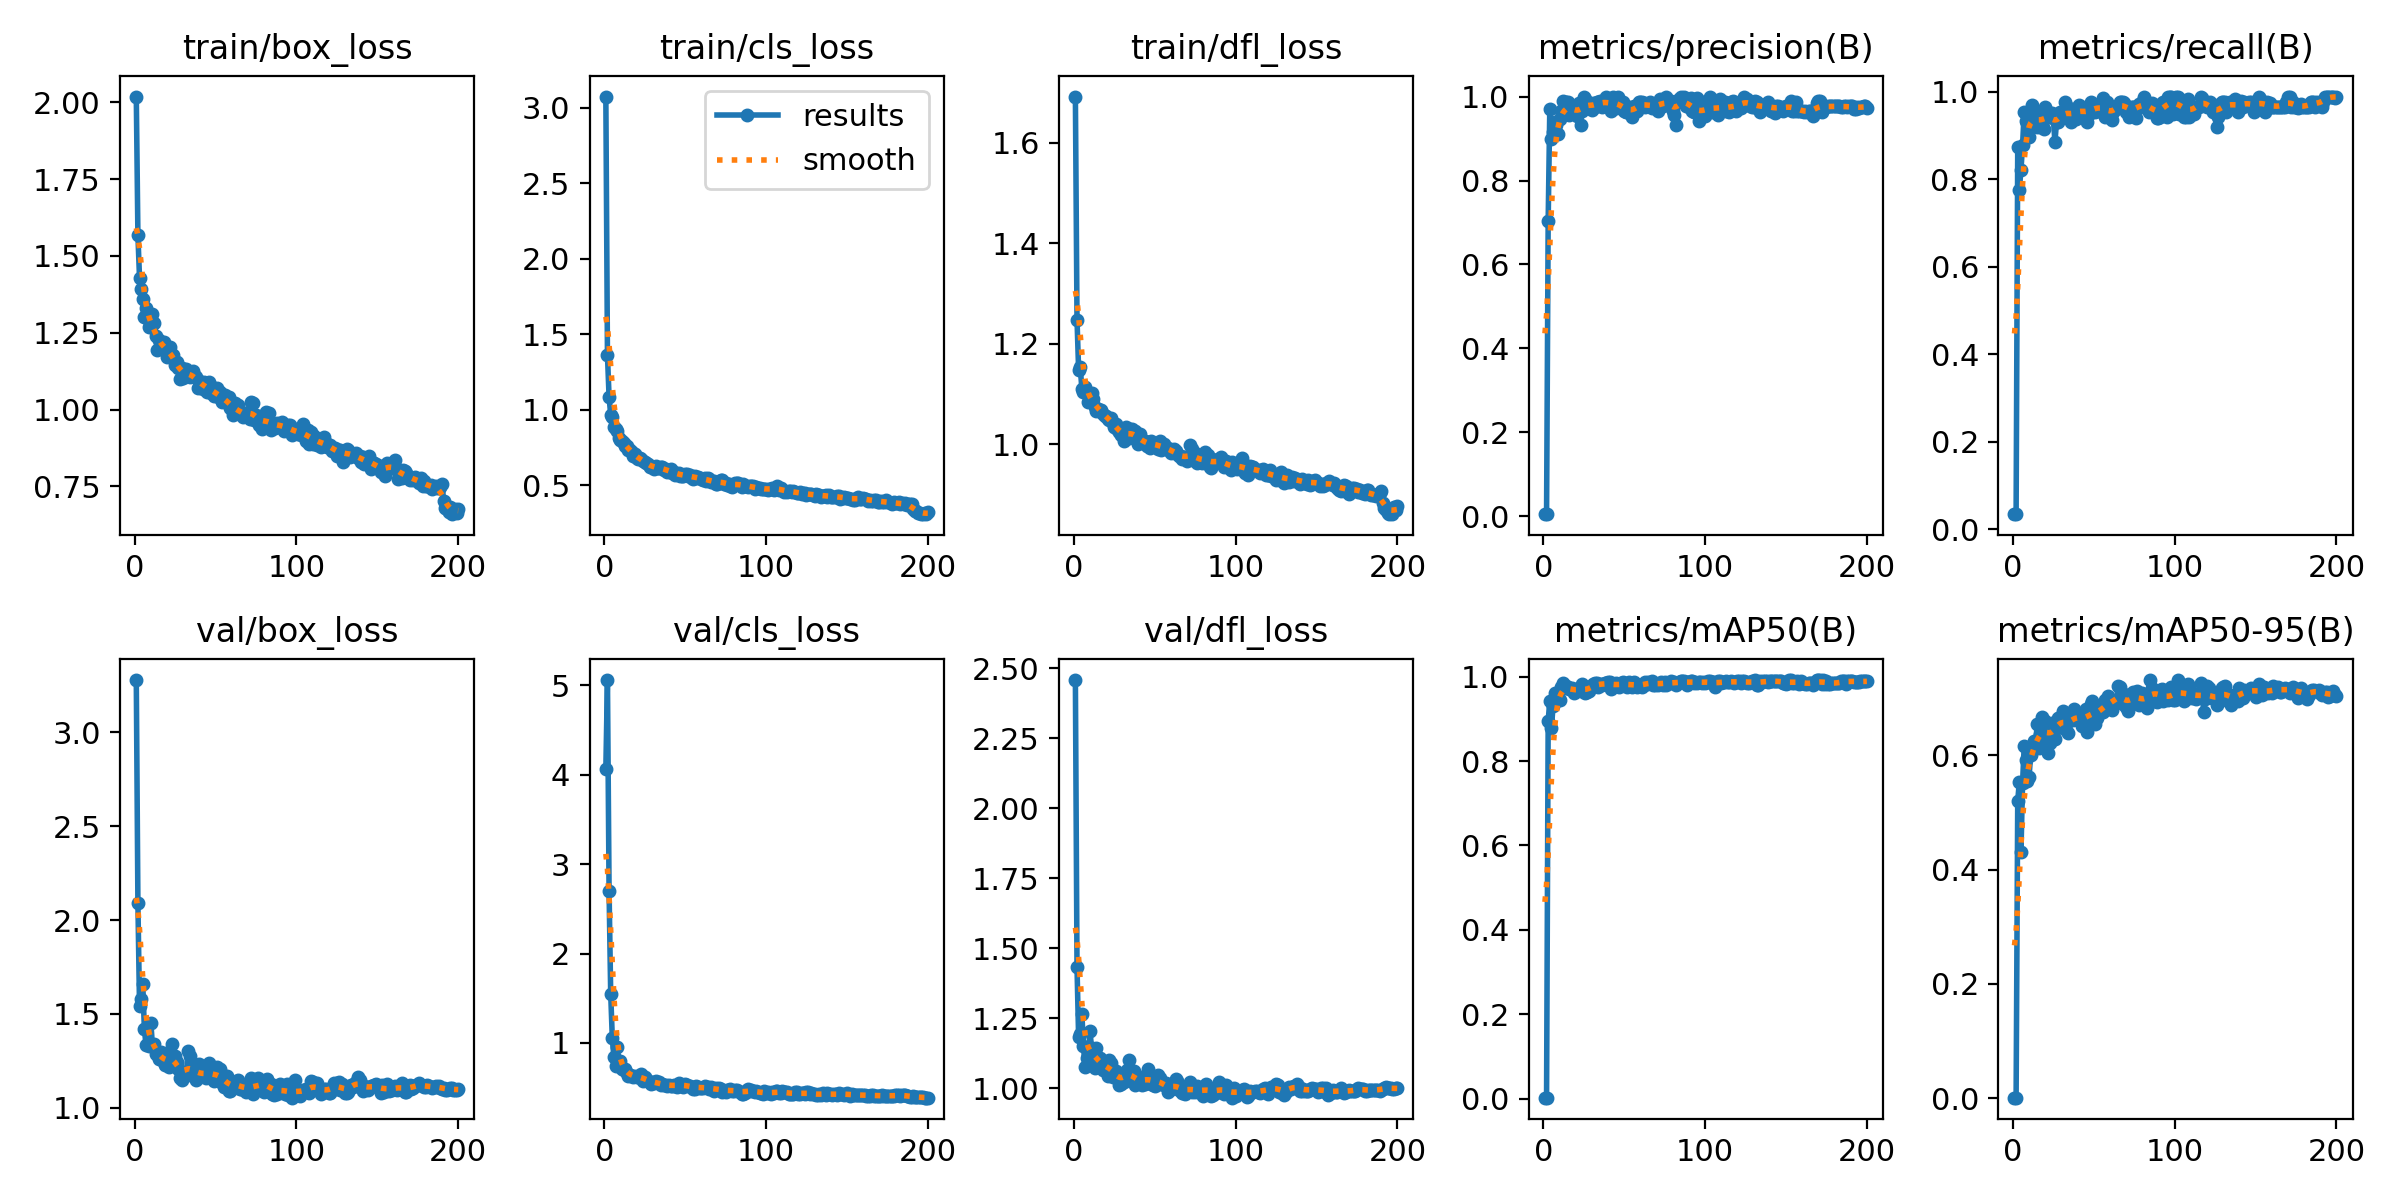 train/box_loss
2.00
1.75
1.50
1.25
1.00
0.75
0 100 200
train/cls_loss
results
smooth
3.0
2.5
2.0
1.5
1.0
0.5
0 100 200
train/dfl_loss
1.6
1.4
1.2
1.0
0 100 200
metrics/precision(B)
1.0
0.8
0.6
0.4
0.2
0.0
0 100 200
metrics/recall(B)
1.0
0.8
0.6
0.4
0.2
0.0
0 100 200
val/box_loss
3.0
2.5
2.0
1.5
1.0
0 100 200
val/cls_loss
5
4
3
2
1
0 100 200
val/dfl_loss
2.50
2.25
2.00
1.75
1.50
1.25
1.00
0 100 200
metrics/mAP50(B)
1.0
0.8
0.6
0.4
0.2
0.0
0 100 200
metrics/mAP50-95(B)
0.6
0.4
0.2
0.0
0 100 200